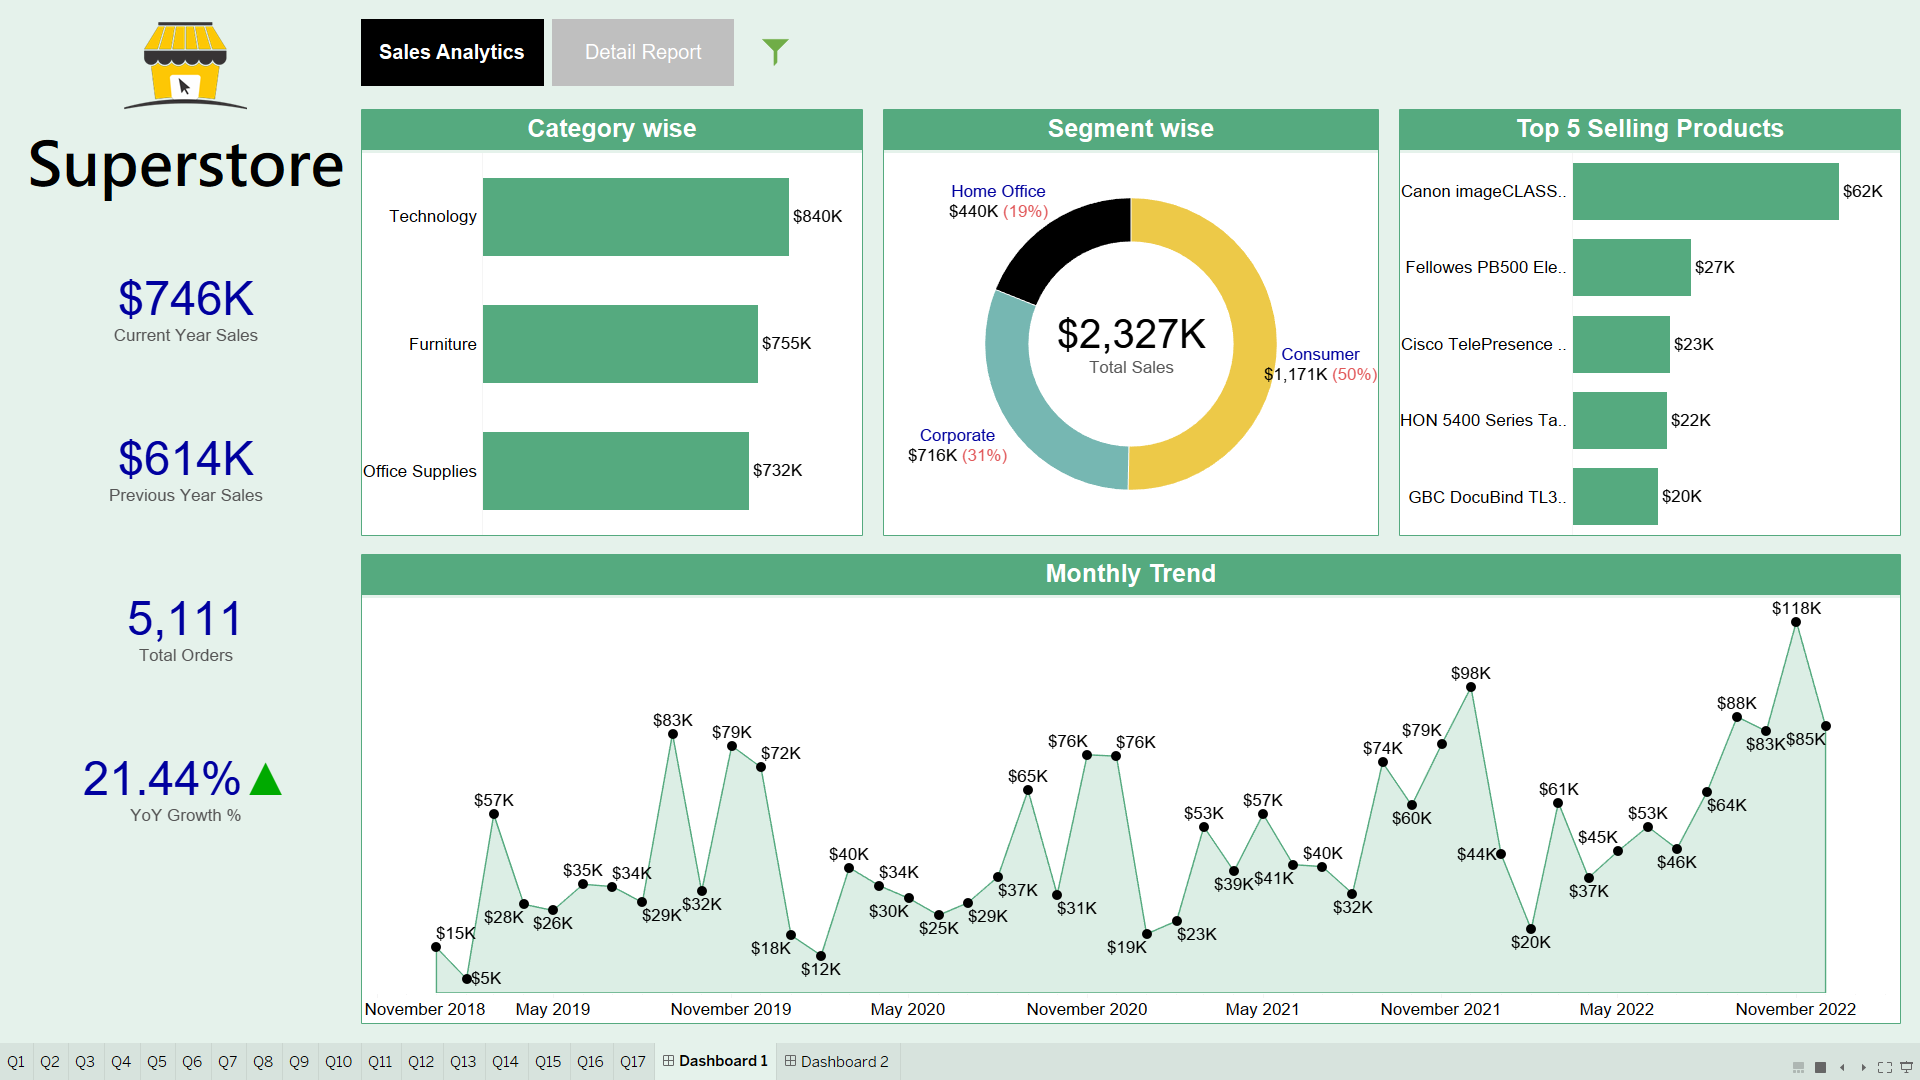 Superstore
$746K
Current Year Sales
$614K
Previous Year Sales
5,111
Total Orders
21.44%
YoY Growth %
Sales Analytics
Detail Report
Category wise
Technology
$840K
Furniture
$755K
Office Supplies
$732K
Segment wise
Home Office
$440K (19%)
$2,327K
Total Sales
Consumer
$1,171K (50%)
Corporate
$716K (31%)
Top 5 Selling Products
Canon imageCLASS..
$62K
Fellowes PB500 Ele..
$27K
Cisco TelePresence ..
$23K
HON 5400 Series Ta..
$22K
GBC DocuBind TL3..
$20K
Monthly Trend
$15K
$5K
$57K
$28K
$26K
$35K
$34K
$29K
$83K
$32K
$79K
$72K
$18K
$12K
$40K
$34K
$30K
$25K
$29K
$37K
$65K
$31K
$76K
$76K
$19K
$23K
$53K
$39K
$57K
$41K
$40K
$32K
$74K
$60K
$79K
$98K
$44K
$20K
$61K
$37K
$45K
$53K
$46K
$64K
$88K
$83K
$118K
$85K
November 2018
May 2019
November 2019
May 2020
November 2020
May 2021
November 2021
May 2022
November 2022
Q1
Q2
Q3
Q4
Q5
Q6
Q7
Q8
Q9
Q10
Q11
Q12
Q13
Q14
Q15
Q16
Q17
Dashboard 1
Dashboard 2